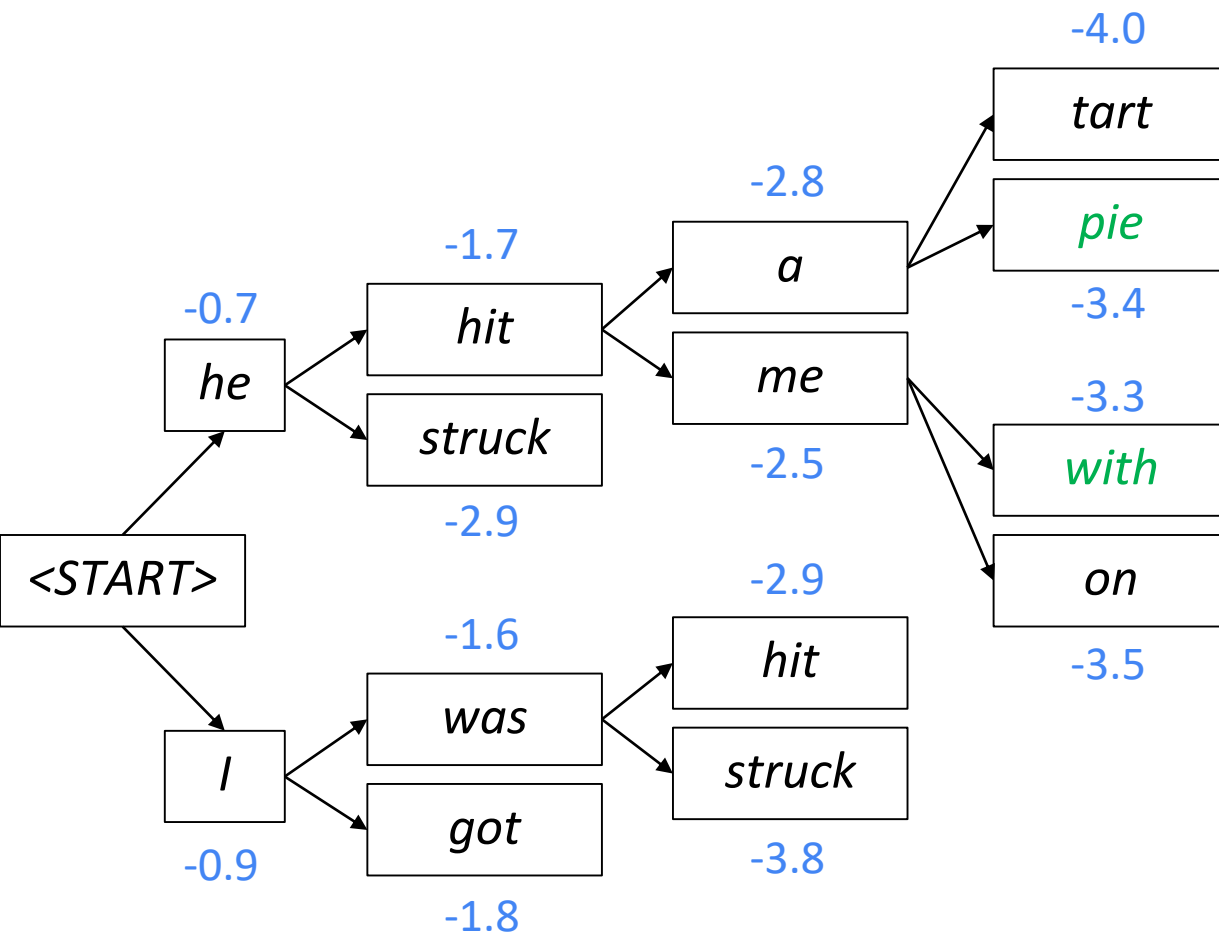 -4.0
tart
-2.8
pie
-1.7
a
-3.4
-0.7
hit
me
-3.3
he
struck
-2.5
with
-2.9
<START>
-2.9
on
-1.6
hit
-3.5
was
I
struck
got
-0.9
-3.8
-1.8